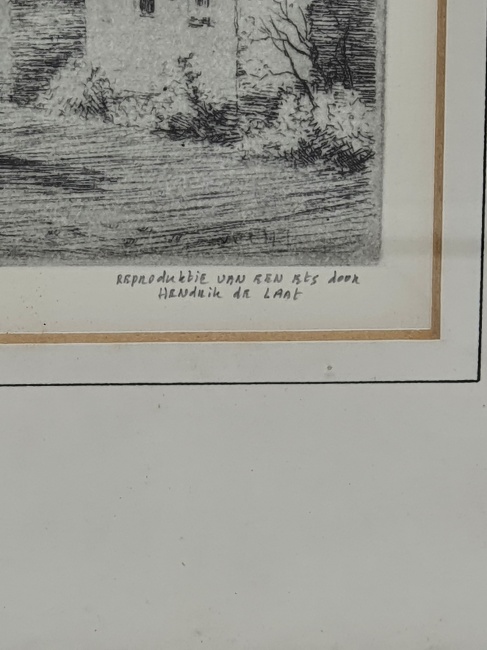 REPRODUKTIE VAN EEN ETS door
HENDRIK de LAAT